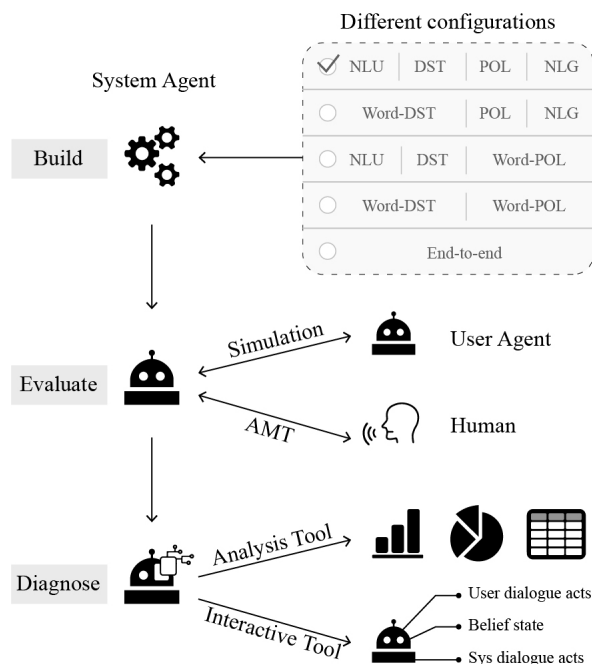 Different configurations
System Agent
NLU DST POL NLG
Word-DST POL NLG
Build
NLU DST Word-POL
Word-DST Word-POL
End-to-end
Simulation
User Agent
Evaluate
AMT
Human
Analysis Tool
Diagnose
Interactive Tool
User dialogue acts
Belief state
Sys dialogue acts